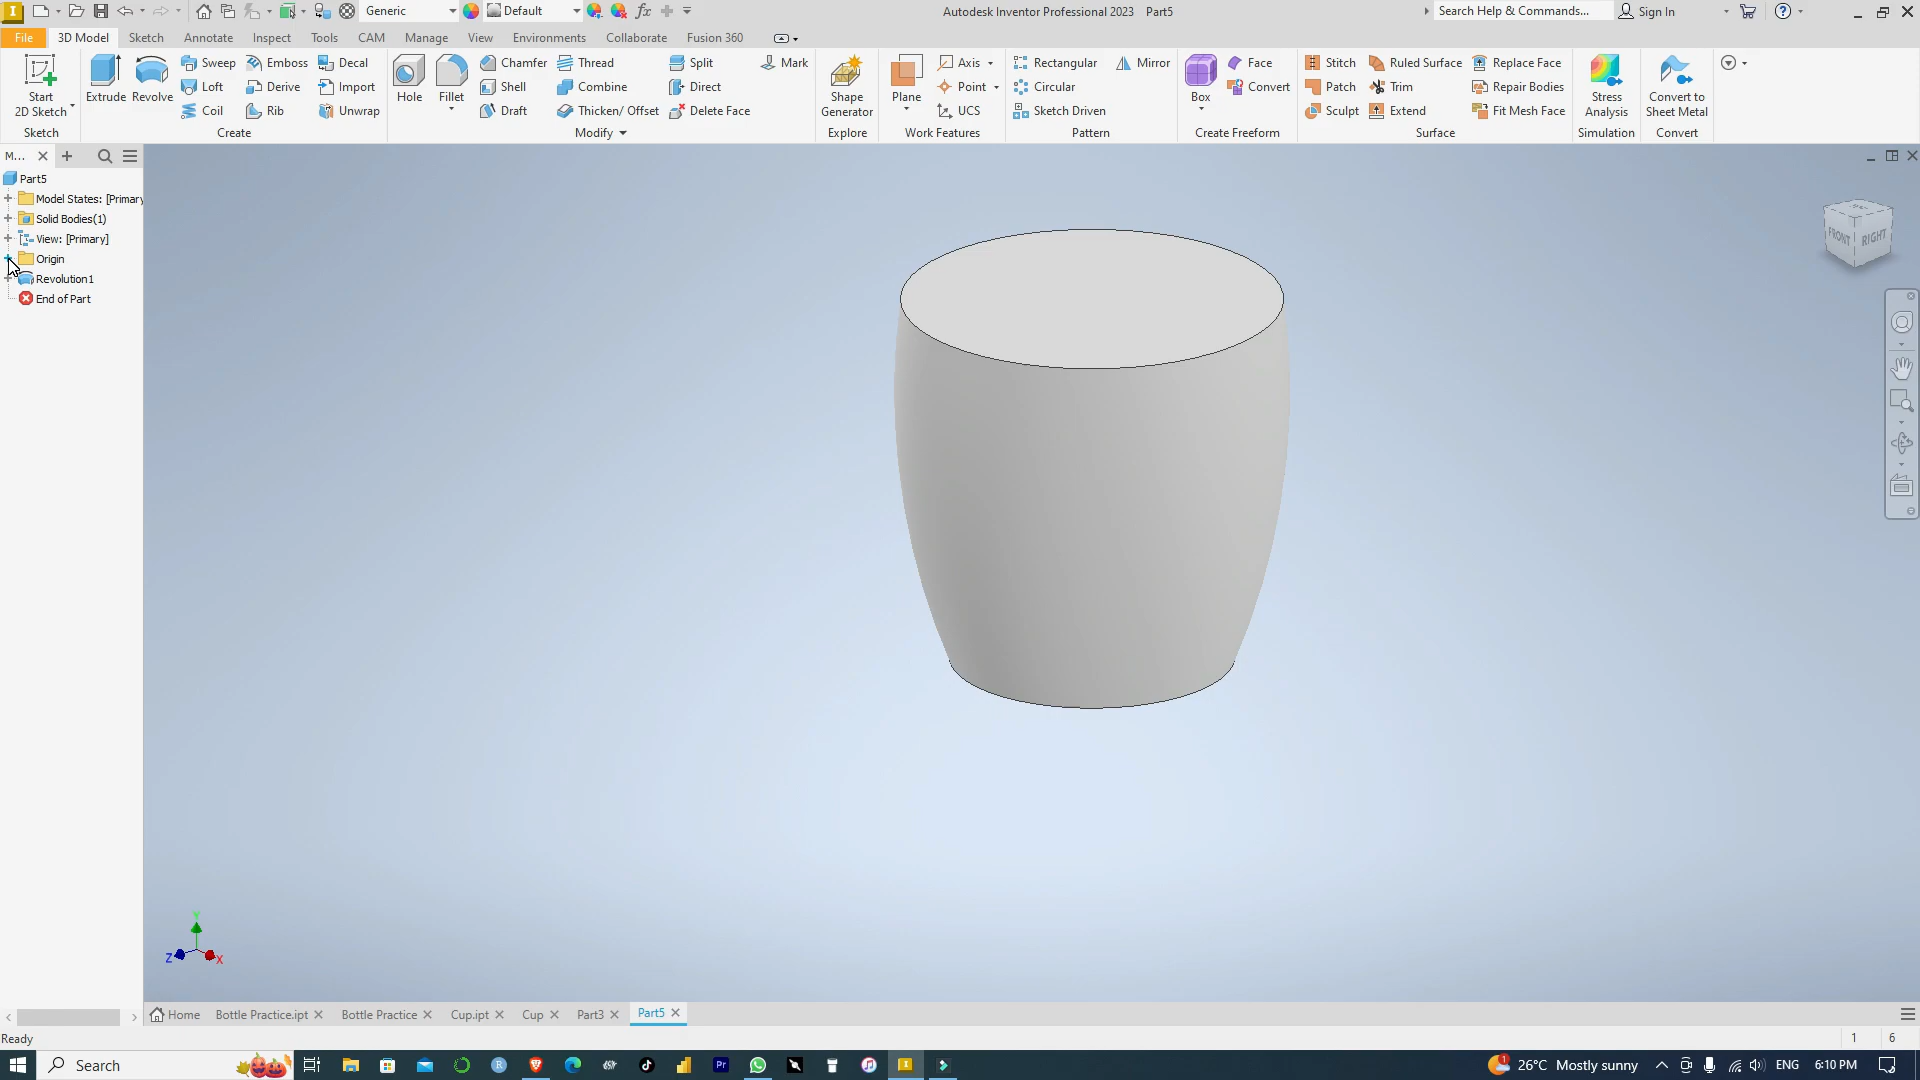 Generic
Default
Autodesk Inventor Professional 2023 Part5
Search Help & Commands...
Sign In
File
3D Model
Sketch
Annotate
Inspect
Tools
CAM
Manage
View
Environments
Collaborate
Fusion 360
Start
2D Sketch
Sketch
Extrude
Revolve
Sweep
Loft
Coil
Emboss
Derive
Rib
Decal
Import
Unwrap
Create
Hole
Fillet
Chamfer
Shell
Draft
Thread
Combine
Thicken/ Offset
Split
Direct
Delete Face
Mark
Modify
Shape
Generator
Explore
Plane
Axis
Point
UCS
Work Features
Rectangular
Circular
Sketch Driven
Mirror
Pattern
Box
Face
Convert
Create Freeform
Stitch
Patch
Sculpt
Ruled Surface
Trim
Extend
Replace Face
Repair Bodies
Fit Mesh Face
Surface
Stress
Analysis
Simulation
Convert to
Sheet Metal
Convert
M...
Part5
Model States: [Primary
Solid Bodies(1)
View: [Primary]
Origin
Revolution1
End of Part
FRONT
RIGHT
Y
Z
X
Home
Bottle Practice.ipt
Bottle Practice
Cup.ipt
Cup
Part3
Part5
Ready
1
6
Search
Pr
1
26°C Mostly sunny
ENG
6:10 PM